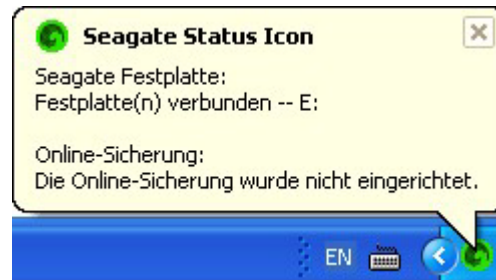 Seagate Status Icon
Seagate Festplatte:
Festplatte(n) verbunden -- E:
Online-Sicherung:
Die Online-Sicherung wurde nicht eingerichtet.
EN